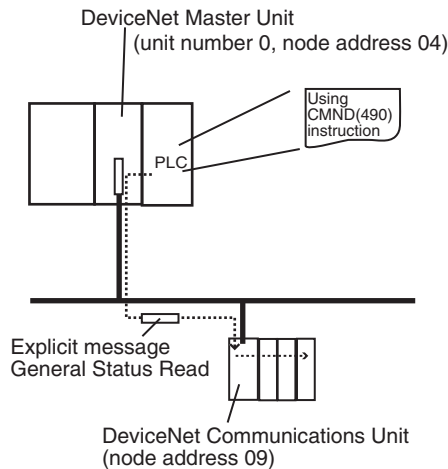 DeviceNet Master Unit
(unit number 0, node address 04)
Using
CMND(490)
instruction
PLC
Explicit message
General Status Read
DeviceNet Communications Unit
(node address 09)